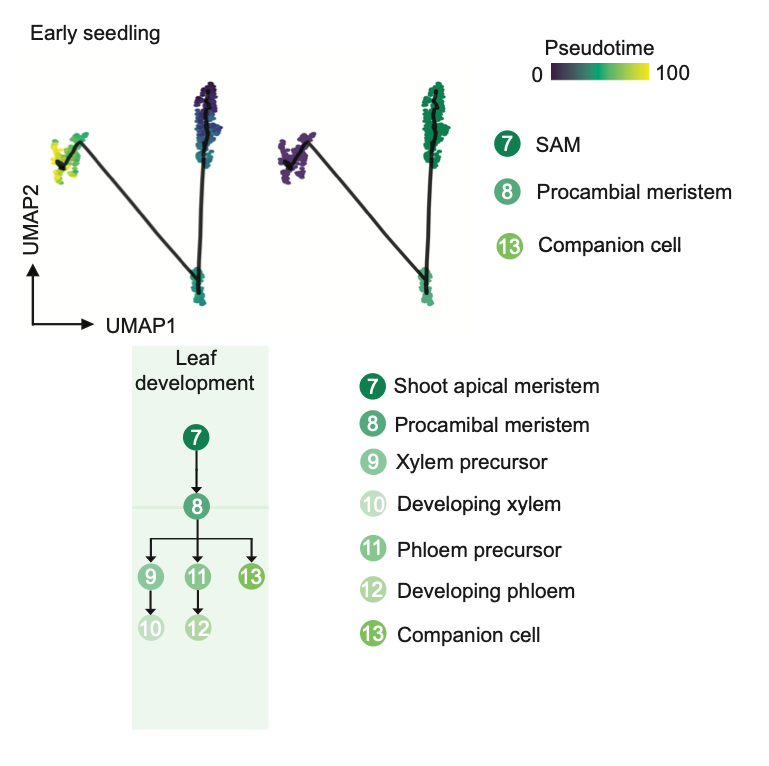 Early seedling
Pseudotime
0 100
UMAP2
UMAP1
7 SAM
8 Procambial meristem
13 Companion cell
Leaf
development
7
8
9 11 13
10 12
7 Shoot apical meristem
8 Procamibal meristem
9 Xylem precursor
10 Developing xylem
11 Phloem precursor
12 Developing phloem
13 Companion cell